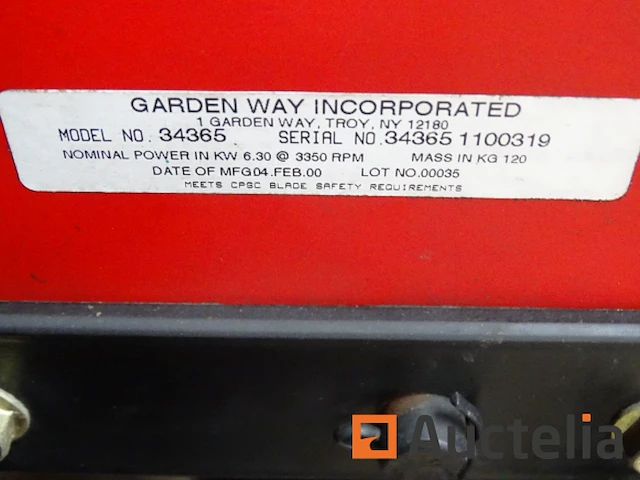 GARDEN WAY INCORPORATED
1 GARDEN WAY, TROY, NY 12180
MODEL NO. 34365 SERIAL NO. 34365 1100319
NOMINAL POWER IN KW 6.30 @ 3350 RPM MASS IN KG 120
DATE OF MFG04.FEB.00 LOT NO.00035
MEETS CPSC BLADE SAFETY REQUIREMENTS
Auctelia